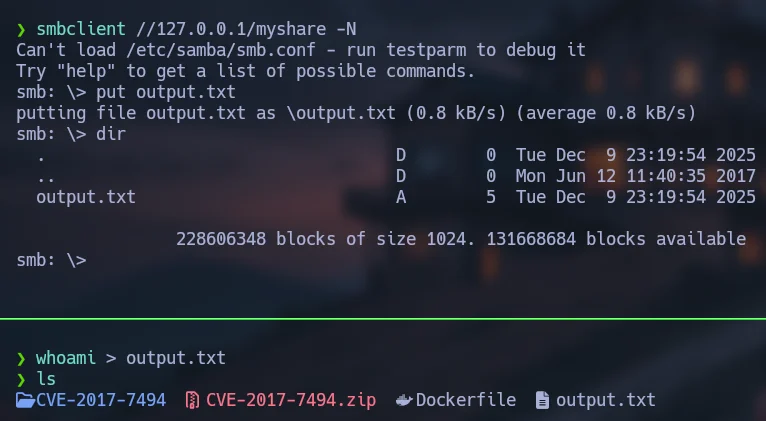 ❯ smbclient //127.0.0.1/myshare -N
Can't load /etc/samba/smb.conf - run testparm to debug it
Try "help" to get a list of possible commands.
smb: \> put output.txt
putting file output.txt as \output.txt (0.8 kB/s) (average 0.8 kB/s)
smb: \> dir
  .                                   D        0  Tue Dec  9 23:19:54 2025
  ..                                  D        0  Mon Jun 12 11:40:35 2017
  output.txt                          A        5  Tue Dec  9 23:19:54 2025
                228606348 blocks of size 1024. 131668684 blocks available
smb: \>
❯ whoami > output.txt
❯ ls
CVE-2017-7494  CVE-2017-7494.zip  Dockerfile  output.txt